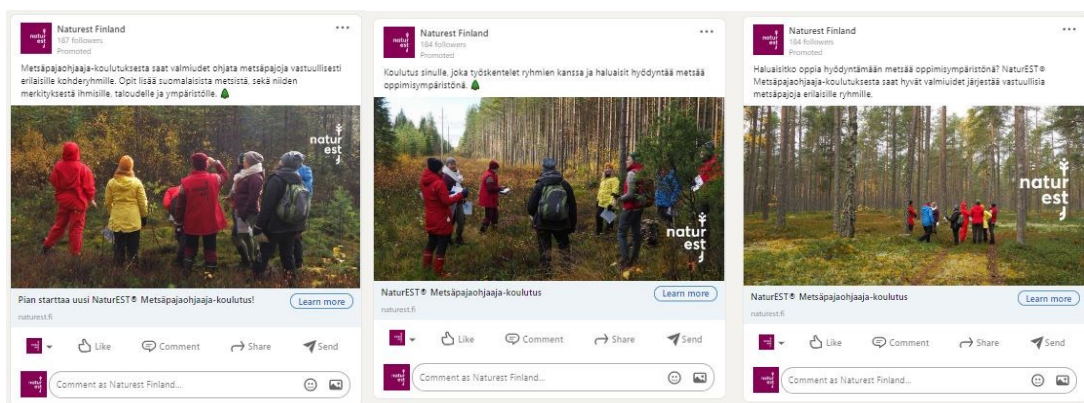 natur
est
Naturest Finland
187 followers
Promoted
Metsäpajaohjaaja-koulutuksesta saat valmiudet ohjata metsäpajoja vastuullisesti
erilaisille kohderyhmille. Opit lisää suomalaisista metsistä, sekä niiden
merkityksestä ihmisille, taloudelle ja ympäristölle. 🌲
natur
est
Pian starttaa uusi NaturEST® Metsäpajaohjaaja-koulutus!
Learn more
naturest.fi
Like
Comment
Share
Send
Comment as Naturest Finland...
natur
est
Naturest Finland
184 followers
Promoted
Koulutus sinulle, joka työskentelet ryhmien kanssa ja haluaisit hyödyntää metsää
oppimisympäristönä. 🌲
natur
est
NaturEST® Metsäpajaohjaaja-koulutus
Learn more
naturest.fi
Like
Comment
Share
Send
Comment as Naturest Finland...
natur
est
Naturest Finland
184 followers
Promoted
Haluaisitko oppia hyödyntämään metsää oppimisympäristönä? NaturEST®
Metsäpajaohjaaja-koulutuksesta saat hyvät valmiudet järjestää vastuullisia
metsäpajoja erilaisille ryhmille.
natur
est
NaturEST® Metsäpajaohjaaja-koulutus
Learn more
naturest.fi
Like
Comment
Share
Send
Comment as Naturest Finland...